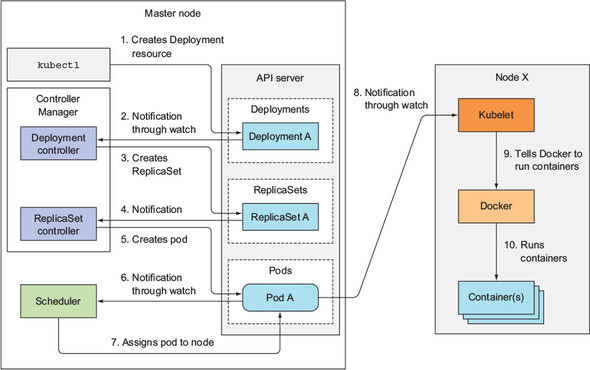 Master node
1. Creates Deployment
resource
kubectl
API server
Controller
Manager
Deployments
Deployment A
2. Notification
through watch
Deployment
controller
3. Creates
ReplicaSet
ReplicaSets
ReplicaSet A
4. Notification
ReplicaSet
controller
5. Creates pod
Pods
Pod A
6. Notification
through watch
Scheduler
7. Assigns pod to node
8. Notification
through watch
Node X
Kubelet
9. Tells Docker to
run containers
Docker
10. Runs
containers
Container(s)